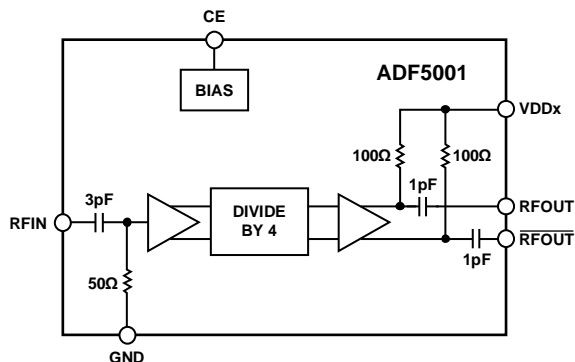 CE
ADF5001
BIAS
VDDx
100Ω
100Ω
3pF
1pF
RFIN
DIVIDE
BY 4
RFOUT
RFOUT
1pF
50Ω
GND